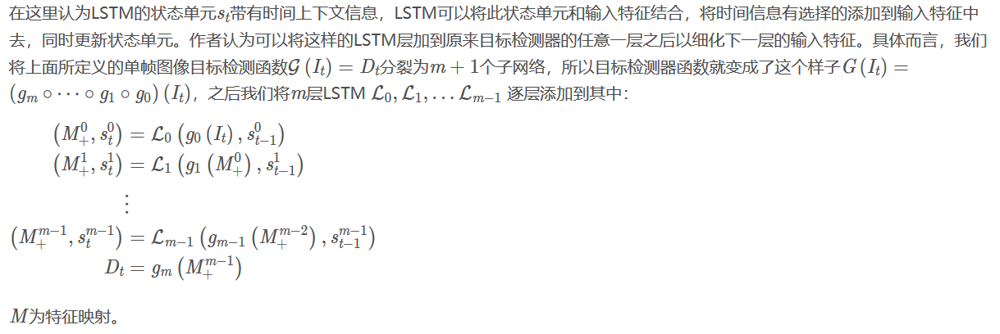 在这里认为LSTM的状态单元$s_t$带有时间上下文信息，LSTM可以将此状态单元和输入特征结合，将时间信息有选择的添加到输入特征中
去，同时更新状态单元。作者认为可以将这样的LSTM层加到原来目标检测器的任意一层之后以细化下一层的输入特征。具体而言，我们
将上面所定义的单帧图像目标检测函数$\mathcal{G}\left(I_t\right)=D_t$分裂为$m+1$个子网络，所以目标检测器函数就变成了这个样子$G\left(I_t\right)=$
$\left(g_m \circ \cdots \circ g_1 \circ g_0\right)\left(I_t\right)$，之后我们将$m$层LSTM $\mathcal{L}_0, \mathcal{L}_1, \ldots \mathcal{L}_{m-1}$ 逐层添加到其中：
$\left(M_+^0, s_t^0\right)=\mathcal{L}_0\left(g_0\left(I_t\right), s_{t-1}^0\right)$
$\left(M_+^1, s_t^1\right)=\mathcal{L}_1\left(g_1\left(M_+^0\right), s_{t-1}^1\right)$
$\vdots$
$\left(M_+^{m-1}, s_t^{m-1}\right)=\mathcal{L}_{m-1}\left(g_{m-1}\left(M_+^{m-2}\right), s_{t-1}^{m-1}\right)$
$D_t=g_m\left(M_+^{m-1}\right)$
$M$为特征映射。